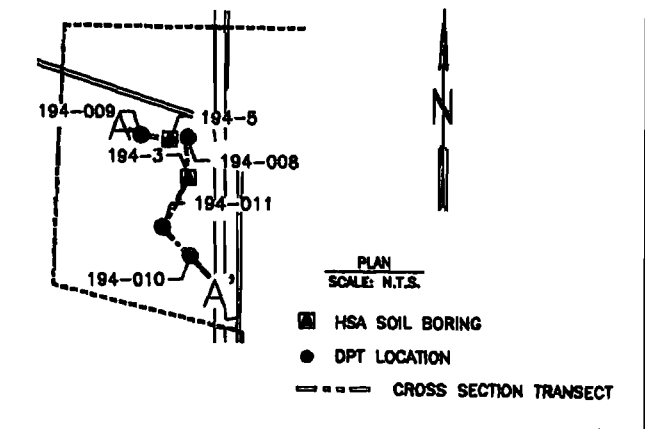 194-009
A
194-5
194-3
194-008
194-011
194-010
A'
N
PLAN
SCALE: N.T.S.
HSA SOIL BORING
DPT LOCATION
CROSS SECTION TRANSECT